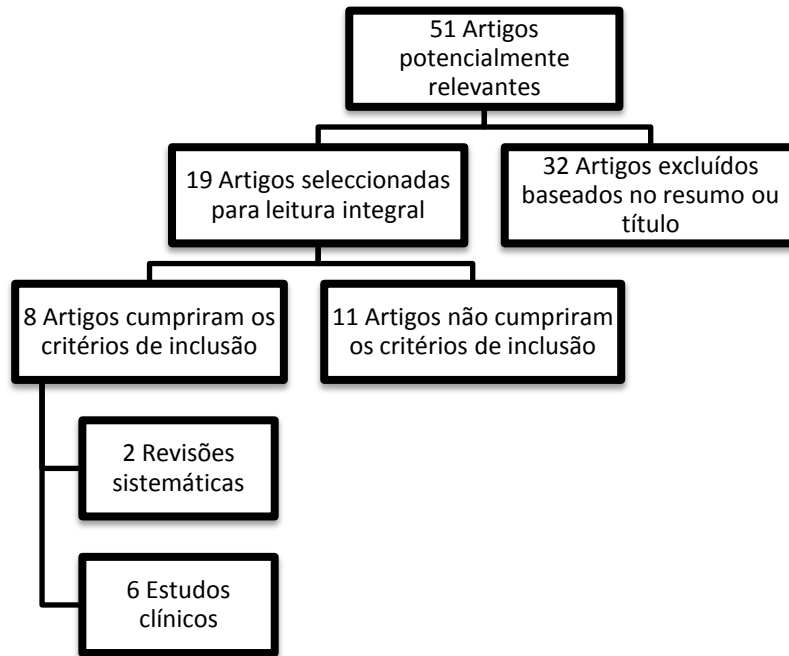 51 Artigos
potencialmente
relevantes
19 Artigos seleccionadas
para leitura integral
32 Artigos excluídos
baseados no resumo ou
título
8 Artigos cumpriram os
critérios de inclusão
11 Artigos não cumpriram
os critérios de inclusão
2 Revisões
sistemáticas
6 Estudos
clínicos